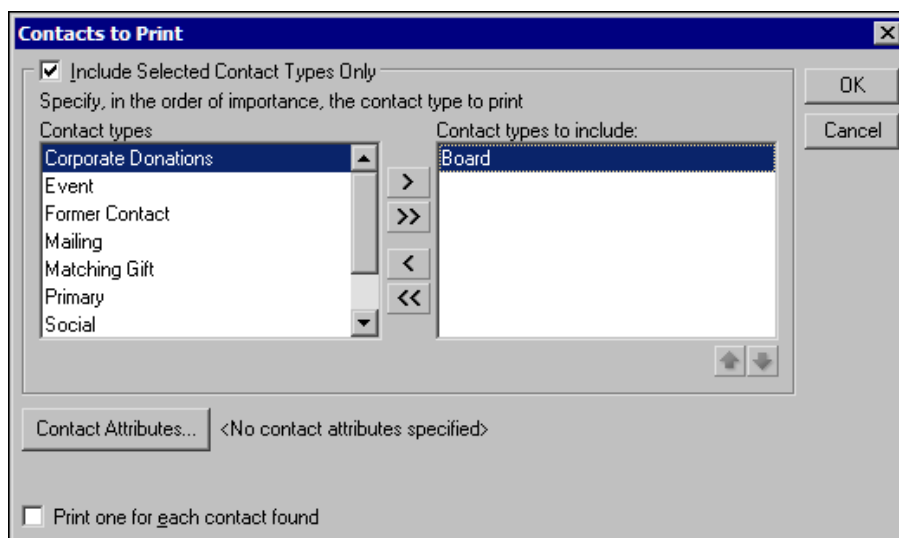 Contacts to Print
Include Selected Contact Types Only
Specify, in the order of importance, the contact type to print
Contact types
Contact types to include:
Corporate Donations
Event
Former Contact
Mailing
Matching Gift
Primary
Social
>
>>
<
<<
Board
OK
Cancel
Contact Attributes...
<No contact attributes specified>
Print one for each contact found